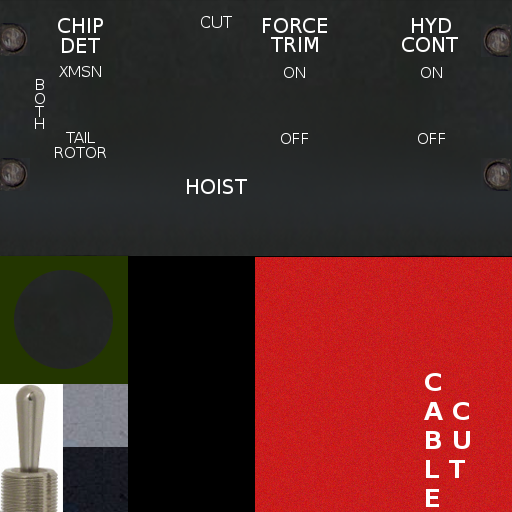 CHIP
DET
XMSN
BOTH
TAIL
ROTOR
CUT
HOIST
FORCE
TRIM
ON
OFF
HYD
CONT
ON
OFF
CABLE
CUT